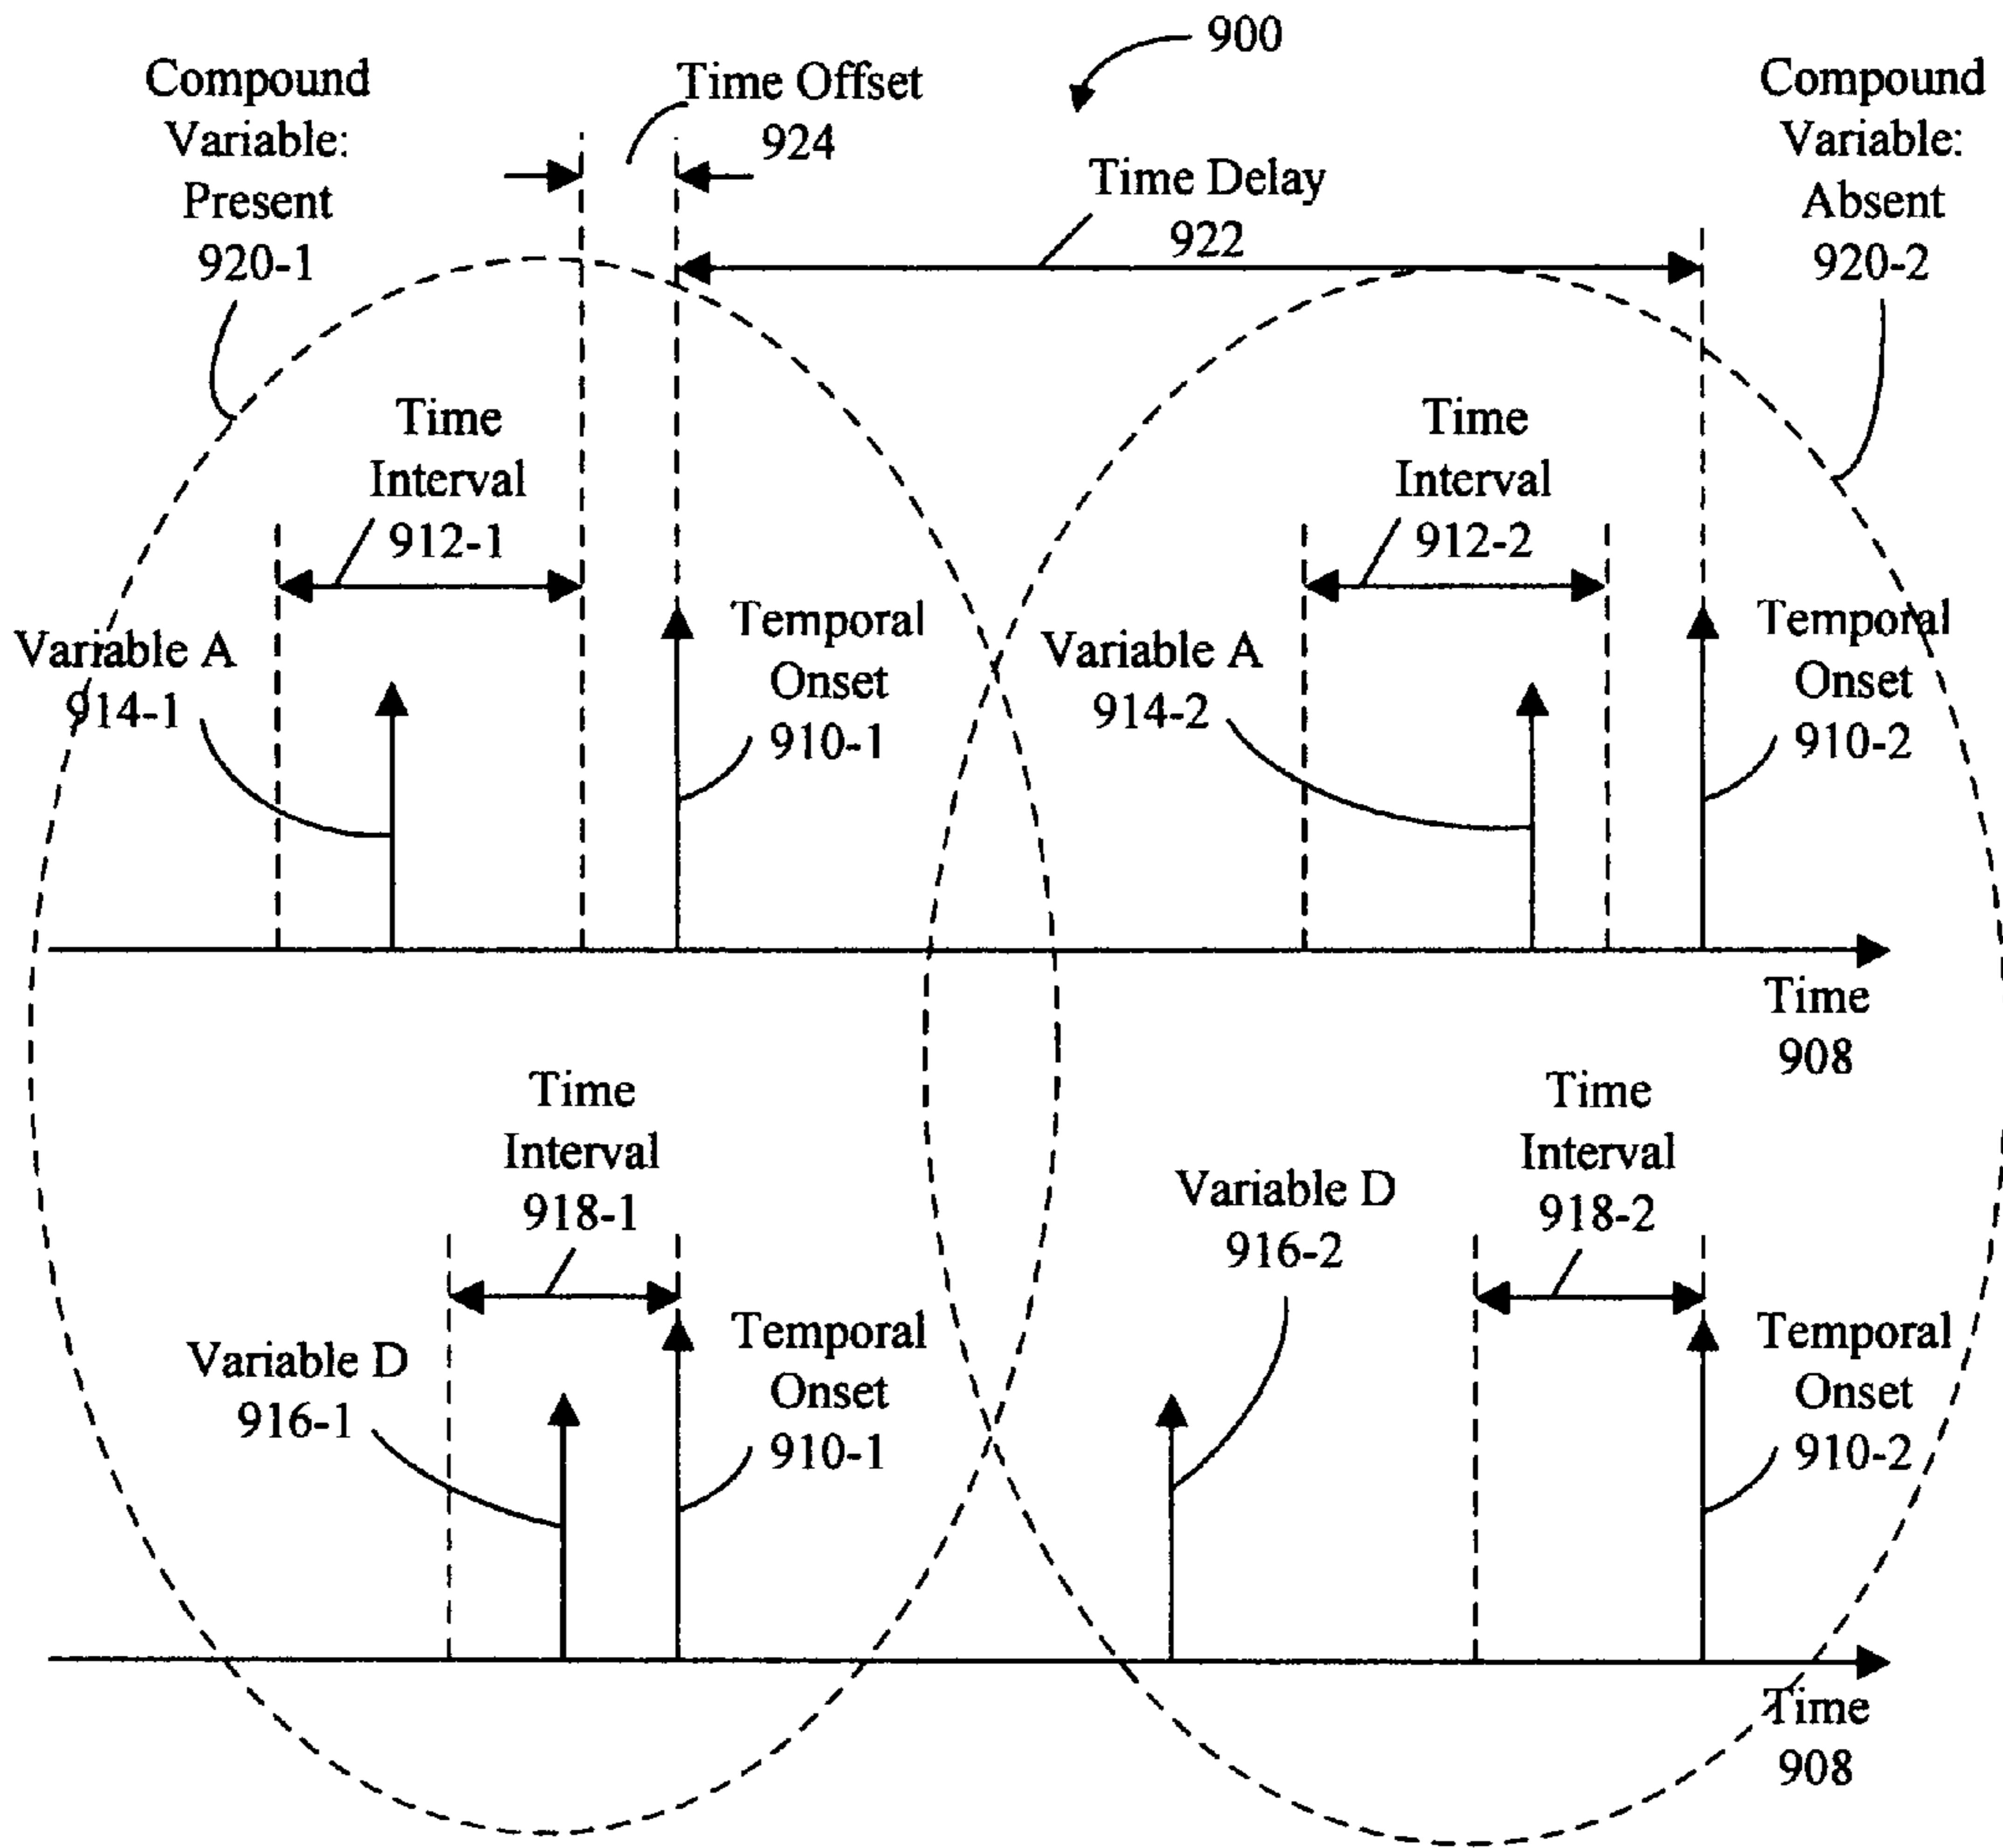 900
Compound
Variable:
Present
920-1
Time Offset
924
Time Delay
922
Compound
Variable:
Absent
920-2
Time
Interval
912-1
Time
Interval
912-2
Variable A
914-1
Temporal
Onset
910-1
Variable A
914-2
Temporal
Onset
910-2
Time
908
Time
Interval
918-1
Variable D
916-2
Time
Interval
918-2
Variable D
916-1
Temporal
Onset
910-1
Temporal
Onset
910-2
Time
908